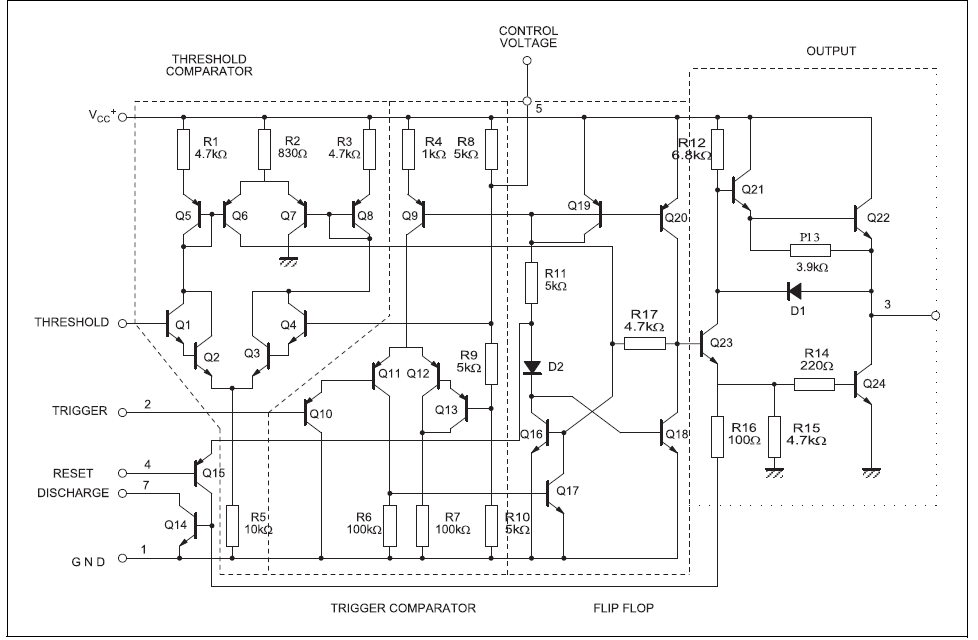 CONTROL
VOLTAGE
THRESHOLD
COMPARATOR
OUTPUT
5
VCC+
R1
4.7kΩ
R2
830Ω
R3
4.7kΩ
R4
1kΩ
R8
5kΩ
R12
6.8kΩ
Q5
Q6
Q7
Q8
Q9
Q19
Q20
Q21
Q22
P13
3.9kΩ
R11
5kΩ
D1
3
THRESHOLD
Q1
Q2
Q3
Q4
R17
4.7kΩ
Q23
R9
5kΩ
D2
R14
220Ω
Q11
Q12
Q24
TRIGGER
2
Q10
Q13
Q16
Q18
R16
100Ω
R15
4.7kΩ
RESET
4
Q15
DISCHARGE
7
Q17
Q14
R5
10kΩ
R6
100kΩ
R7
100kΩ
R10
5kΩ
GND
1
TRIGGER COMPARATOR
FLIP FLOP